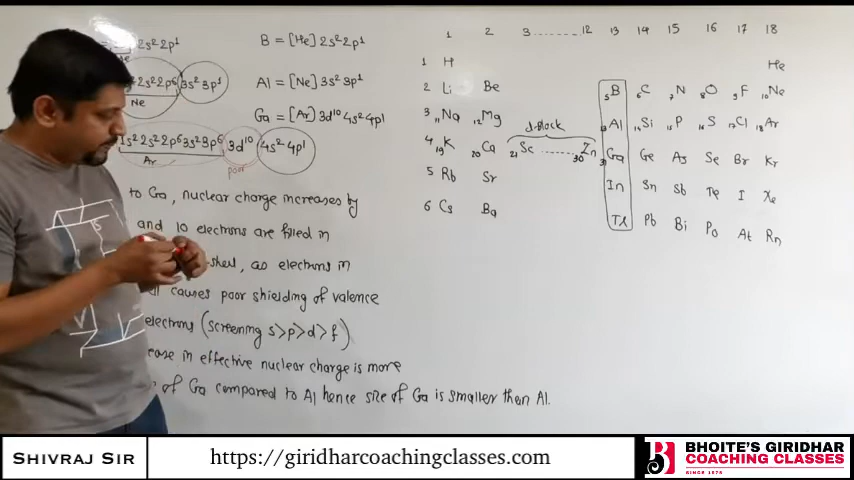 2s² 2p¹
2s² 2p⁶ 3s² 3p¹
Ne
1s² 2s² 2p⁶ 3s² 3p⁶ 3d¹⁰ 4s² 4p¹
Ar
poor
B = [He] 2s² 2p¹
Al = [Ne] 3s² 3p¹
Ga = [Ar] 3d¹⁰ 4s² 4p¹
to Ga, nuclear charge increases by
and 10 electrons are filled in
shell, as electrons in
causes poor shielding of valence
electrons (screening s>p>d>f)
ease in effective nuclear charge is more
of Ga compared to Al hence size of Ga is smaller than Al.
1 2 3.........12 13 14 15 16 17 18
1 H He
2 Li Be ₅B ₆C ₇N ₈O ₉F ₁₀Ne
3 ₁₁Na ₁₂Mg d-block ₁₃Al ₁₄Si ₁₅P ₁₆S ₁₇Cl ₁₈Ar
4 ₁₉K ₂₀Ca ₂₁Sc ........ ₃₀Zn ₃₁Ga Ge As Se Br Kr
5 Rb Sr In Sn Sb Te I Xe
6 Cs Ba Tl Pb Bi Po At Rn
SHIVRAJ SIR
https://giridharcoachingclasses.com
BHOITE'S GIRIDHAR
COACHING CLASSES